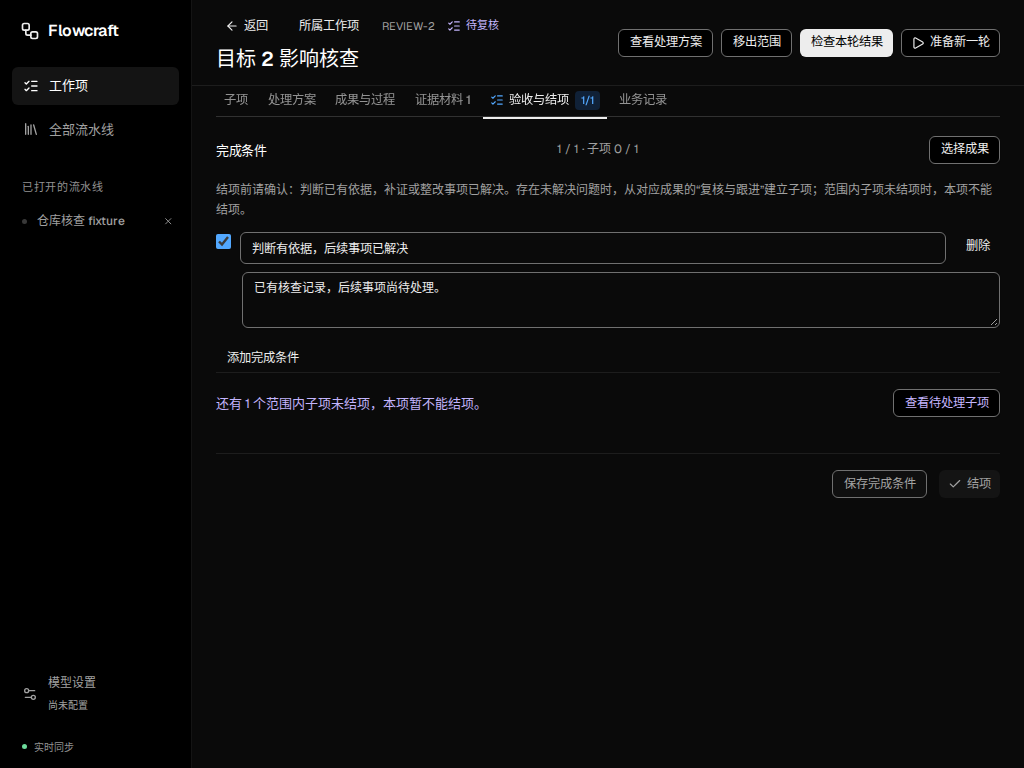 Flowcraft
工作项
全部流水线
已打开的流水线
仓库核查 fixture
模型设置
尚未配置
实时同步
返回
所属工作项
REVIEW-2
待复核
目标 2 影响核查
查看处理方案
移出范围
检查本轮结果
准备新一轮
子项
处理方案
成果与过程
证据材料 1
验收与结项 1/1
业务记录
完成条件
1 / 1 · 子项 0 / 1
选择成果
结项前请确认：判断已有依据，补证或整改事项已解决。存在未解决问题时，从对应成果的“复核与跟进”建立子项；范围内子项未结项时，本项不能
结项。
判断有依据，后续事项已解决
删除
已有核查记录，后续事项尚待处理。
添加完成条件
还有 1 个范围内子项未结项，本项暂不能结项。
查看待处理子项
保存完成条件
结项